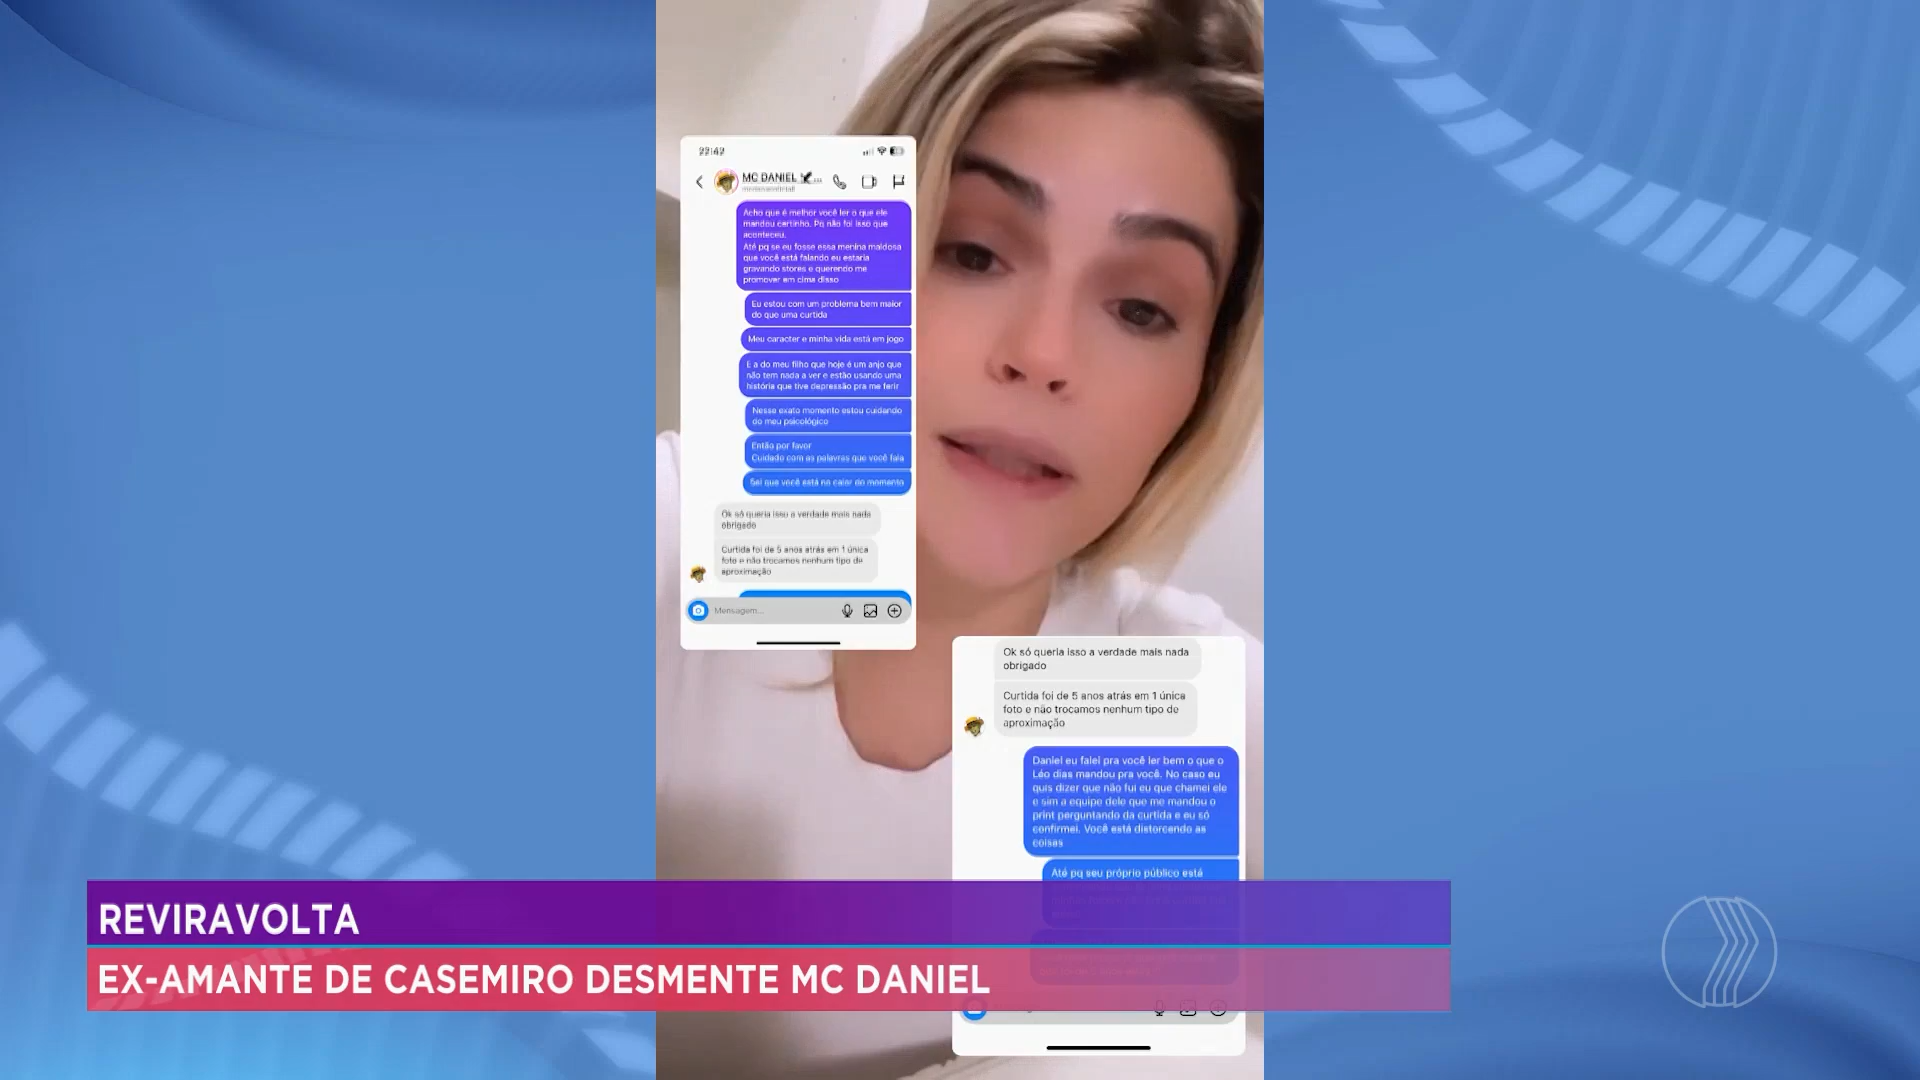 22:42
MC DANIEL
Acho que é melhor você ler o que ele
mandou certinho. Pq não foi isso que
aconteceu.
Até pq se eu fosse essa menina maldosa
que você está falando eu estaria
gravando stores e querendo me
promover em cima disso
Eu estou com um problema bem maior
do que uma curtida
Meu caracter e minha vida está em jogo
E a do meu filho que hoje é um anjo que
não tem nada a ver e estão usando uma
história que tive depressão pra me ferir
Nesse exato momento estou cuidando
do meu psicológico
Então por favor
Cuidado com as palavras que você fala
Sei que você está no calor do momento
Ok só queria isso a verdade mais nada
obrigado
Curtida foi de 5 anos atrás em 1 única
foto e não trocamos nenhum tipo de
aproximação
Mensagem...
Ok só queria isso a verdade mais nada
obrigado
Curtida foi de 5 anos atrás em 1 única
foto e não trocamos nenhum tipo de
aproximação
Daniel eu falei pra você ler bem o que o
Léo dias mandou pra você. No caso eu
quis dizer que não fui eu que chamei ele
e sim a equipe dele que me mandou o
print perguntando da curtida e eu só
confirmei. Você está distorcendo as
coisas
Até pq seu próprio público está
REVIRAVOLTA
EX-AMANTE DE CASEMIRO DESMENTE MC DANIEL